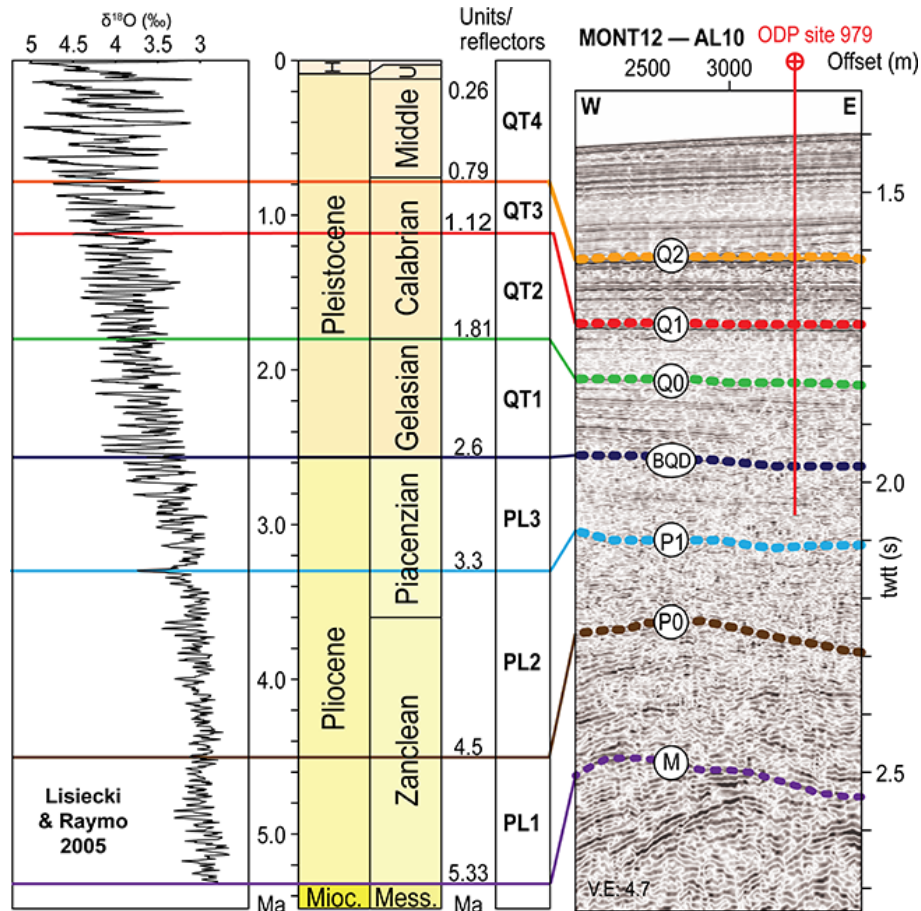 δ¹⁸O (‰)
5 4.5 4 3.5 3
Lisiecki
& Raymo
2005
0
1.0
2.0
3.0
4.0
5.0
Ma
H
Pleistocene
Pliocene
Mioc.
U
Middle
Calabrian
Gelasian
Piacenzian
Zanclean
Mess.
Units/
reflectors
0.26
0.79
1.12
1.81
2.6
3.3
4.5
5.33
Ma
QT4
QT3
QT2
QT1
PL3
PL2
PL1
MONT12 — AL10 ODP site 979
2500 3000 Offset (m)
W E
Q2
Q1
Q0
BQD
P1
P0
M
V.E: 4.7
1.5
2.0
twtt (s)
2.5